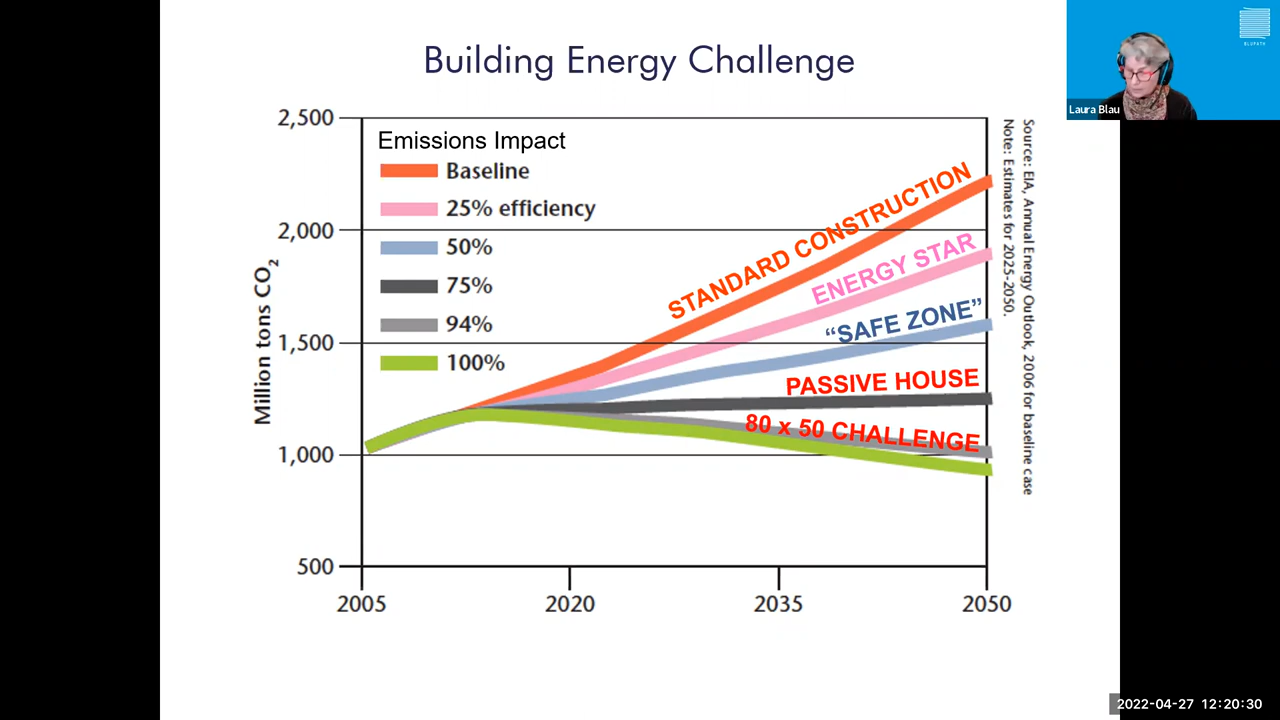 Building Energy Challenge
BLUPATH
Laura Blau
2,500
2,000
1,500
1,000
500
Million tons CO2
Emissions Impact
Baseline
25% efficiency
50%
75%
94%
100%
STANDARD CONSTRUCTION
ENERGY STAR
“SAFE ZONE”
PASSIVE HOUSE
80 x 50 CHALLENGE
2005
2020
2035
2050
Source: EIA, Annual Energy Outlook, 2006 for baseline case
Note: Estimates for 2025-2050.
2022-04-27 12:20:30